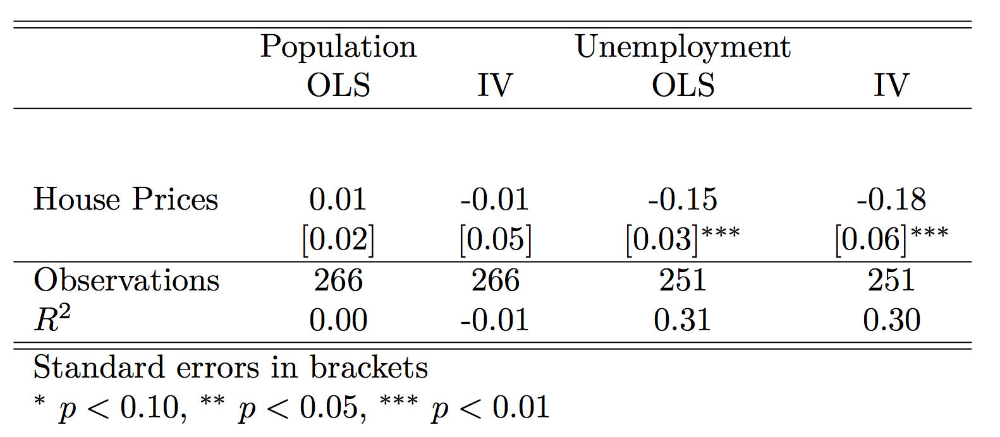 Population Unemployment
OLS IV OLS IV
House Prices 0.01 -0.01 -0.15 -0.18
[0.02] [0.05] [0.03]*** [0.06]***
Observations 266 266 251 251
R² 0.00 -0.01 0.31 0.30
Standard errors in brackets
* p < 0.10, ** p < 0.05, *** p < 0.01